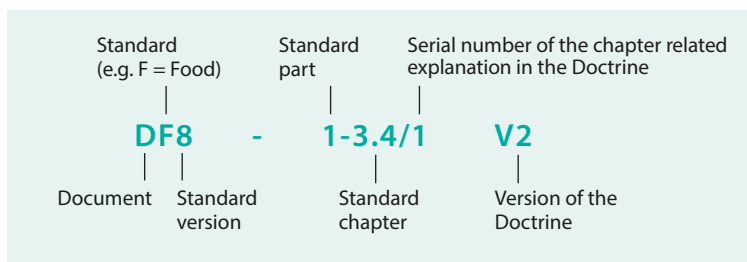 Standard
(e.g. F = Food)
Standard
part
Serial number of the chapter related
explanation in the Doctrine
DF8 - 1-3.4/1 V2
Document
Standard
version
Standard
chapter
Version of the
Doctrine